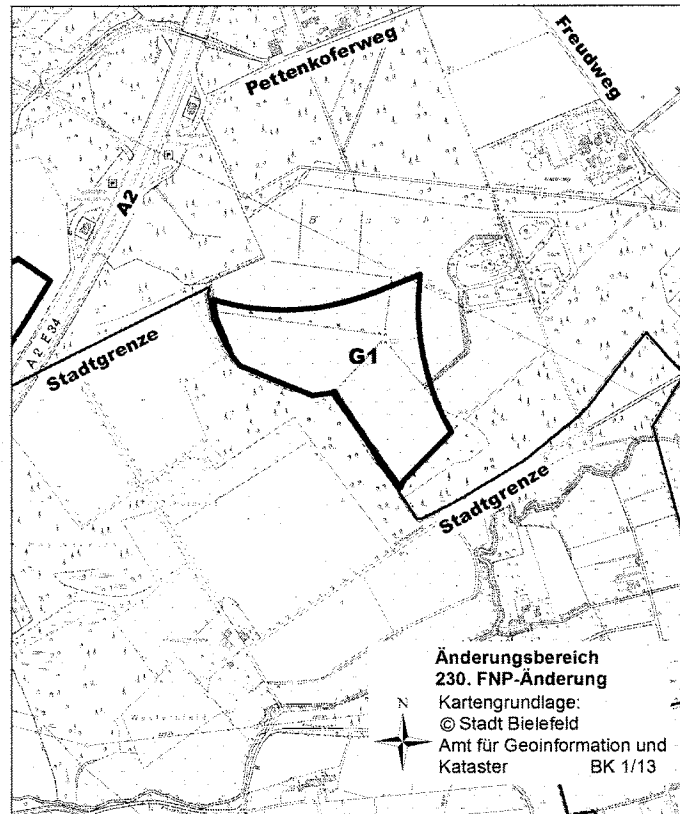 Pettenkoferweg
Freudweg
A2
A 2 E 34
Stadtgrenze
G1
Stadtgrenze
Änderungsbereich
230. FNP-Änderung
N
Kartengrundlage:
© Stadt Bielefeld
Amt für Geoinformation und
Kataster BK 1/13